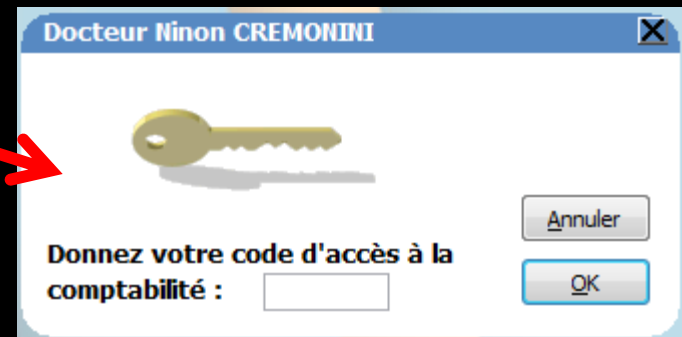 Docteur Ninon CREMONINI
Annuler
Donnez votre code d'accès à la
comptabilité :
OK